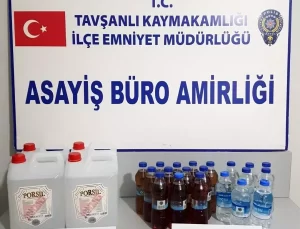 T.C.
TAVŞANLI KAYMAKAMLIĞI
İLÇE EMNİYET MÜDÜRLÜĞÜ
ASAYİŞ BÜRO AMİRLİĞİ
PORSİL PORSİL